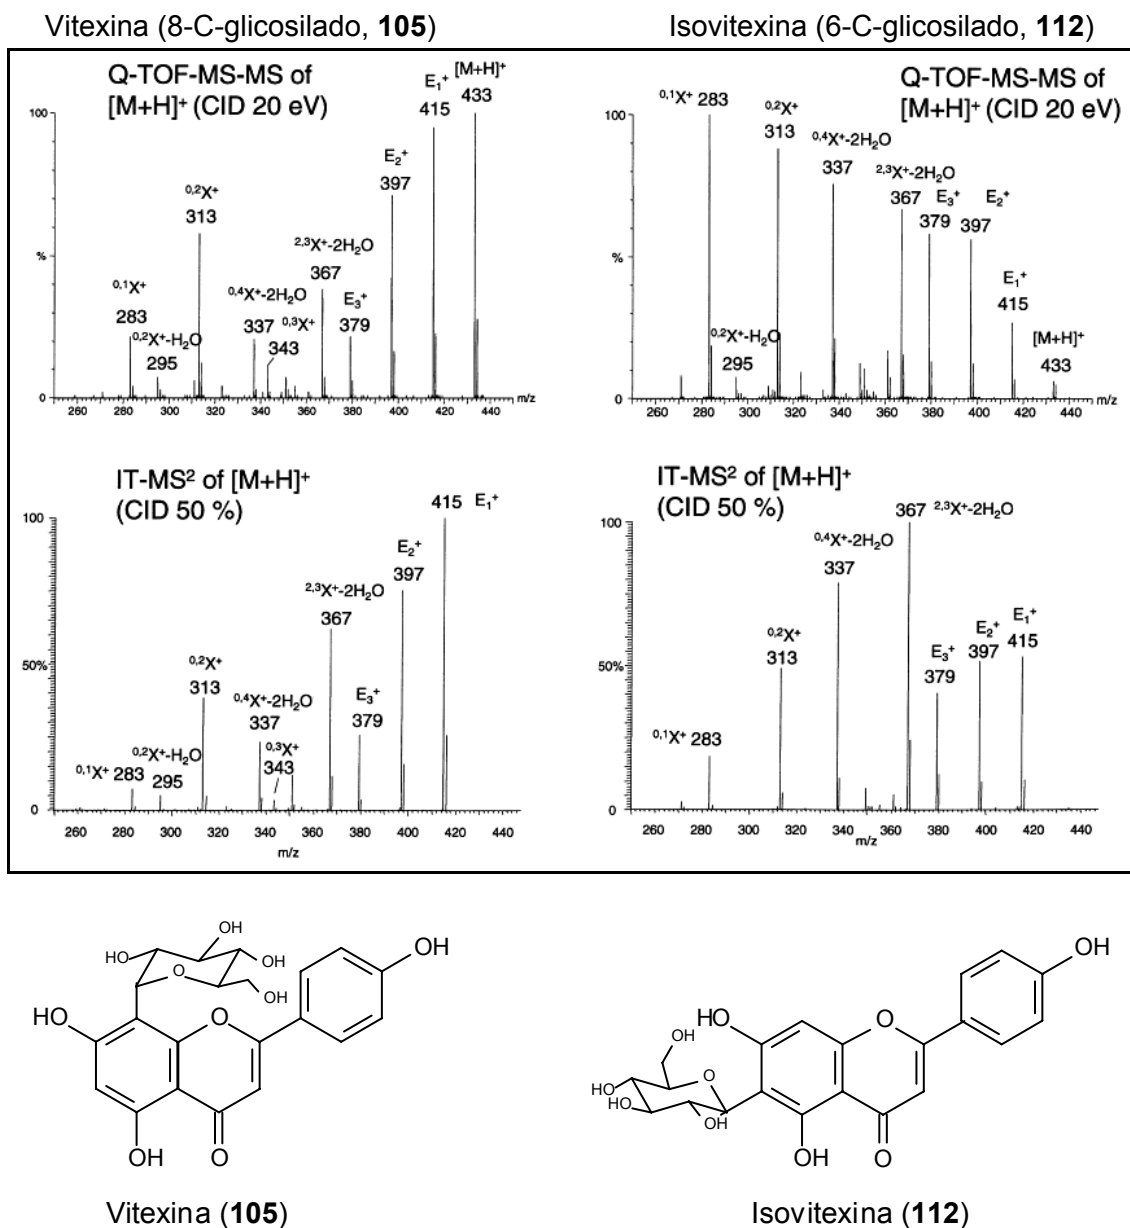 Vitexina (8-C-glicosilado, 105)
Isovitexina (6-C-glicosilado, 112)
Q-TOF-MS-MS of
[M+H]+ (CID 20 eV)
E1+ [M+H]+
415 433
100
E2+
397
0,2X+
313
2,3X+-2H2O
367
%
0,1X+
283
0,4X+-2H2O
337
0,3X+
343
E3+
379
0,2X+-H2O
295
0
260 280 300 320 340 360 380 400 420 440 m/z
Q-TOF-MS-MS of
[M+H]+ (CID 20 eV)
0,1X+ 283
100
0,2X+
313
0,4X+-2H2O
337
2,3X+-2H2O
367
E3+
379
E2+
397
%
E1+
415
[M+H]+
433
0,2X+-H2O
295
0
260 280 300 320 340 360 380 400 420 440 m/z
IT-MS2 of [M+H]+
(CID 50 %)
415 E1+
100
E2+
397
2,3X+-2H2O
367
50%
0,2X+
313
0,4X+-2H2O
337
E3+
379
0,3X+
343
0,1X+ 283
0,2X+-H2O
295
0
260 280 300 320 340 360 380 400 420 440
m/z
IT-MS2 of [M+H]+
(CID 50 %)
367 2,3X+-2H2O
100
0,4X+-2H2O
337
0,2X+
313
E1+
415
E2+
397
E3+
379
50%
0,1X+ 283
0
260 280 300 320 340 360 380 400 420 440
m/z
OH
HO
OH
O
OH
OH
HO
O
OH
O
OH
HO
O
OH
O
HO
HO
OH
OH
O
Vitexina (105)
Isovitexina (112)